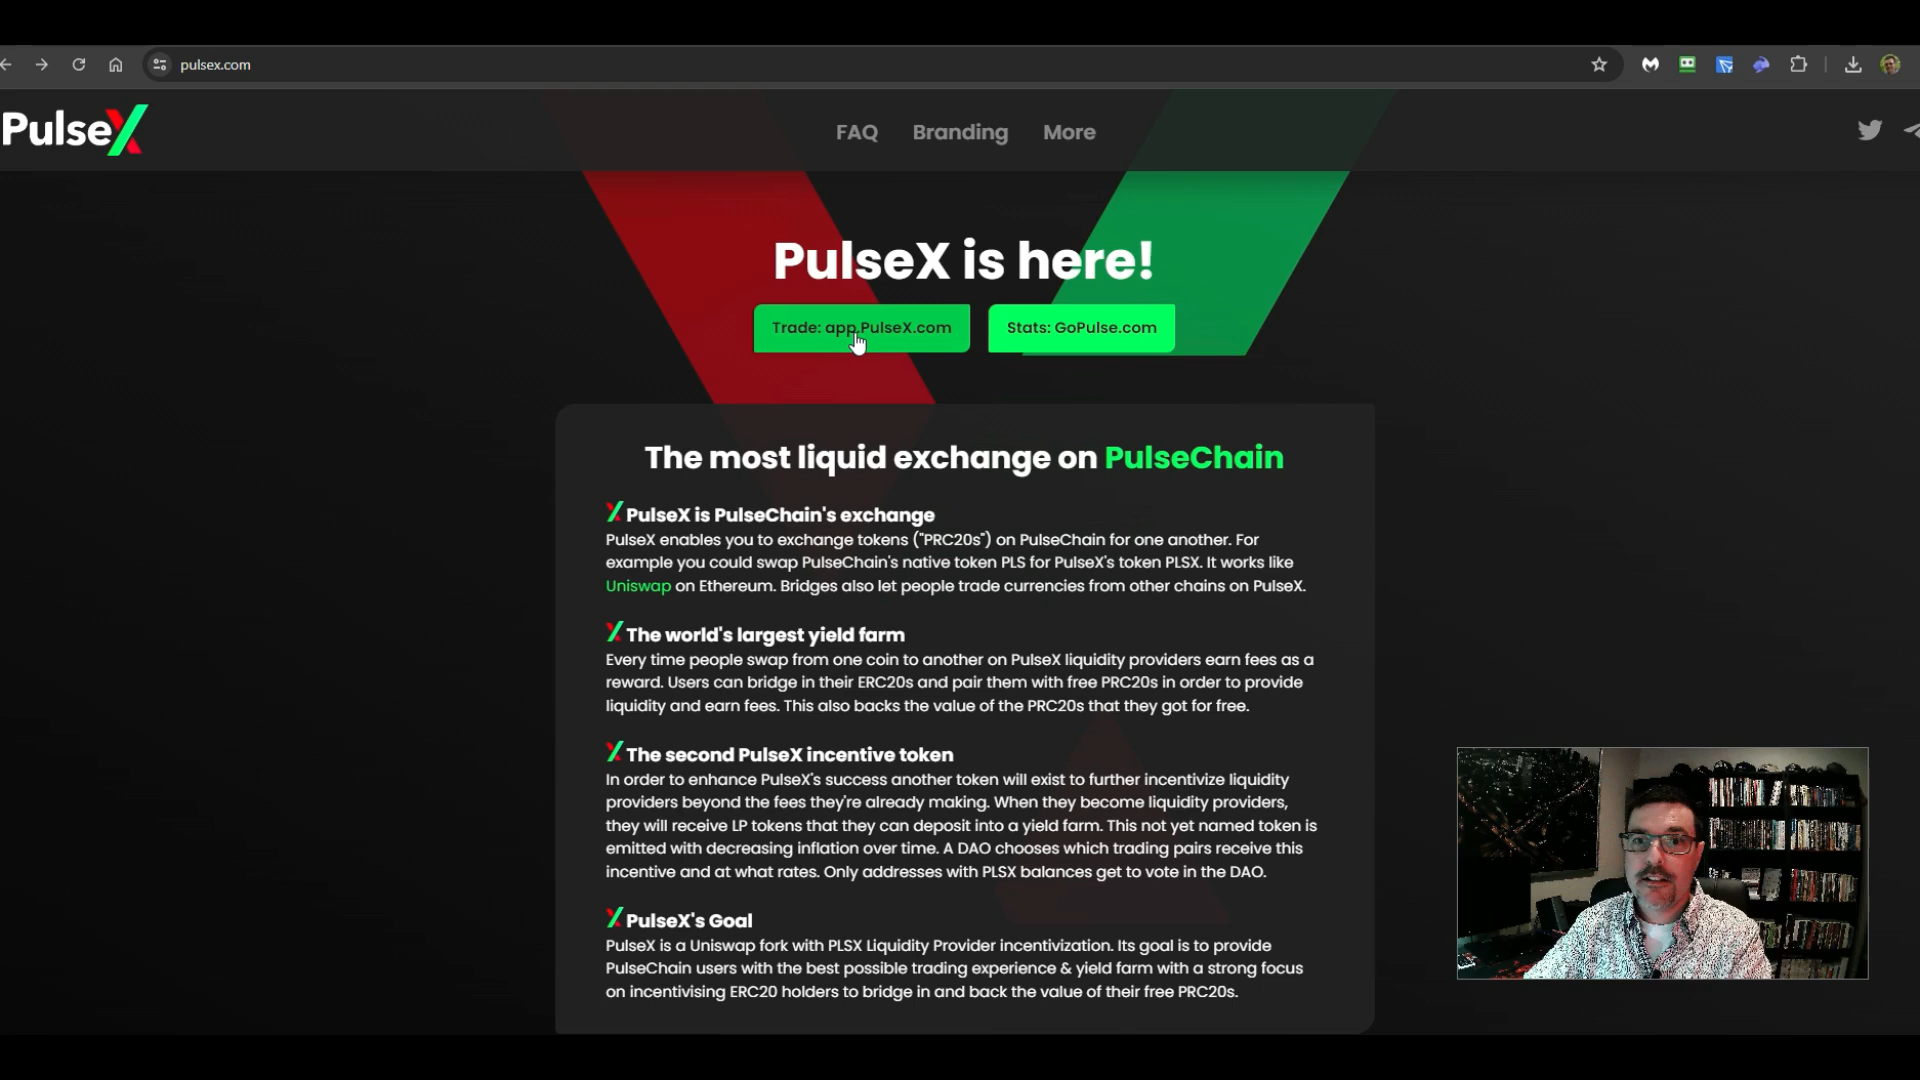 pulsex.com
PulseX
FAQ Branding More
PulseX is here!
Trade: app.PulseX.com Stats: GoPulse.com
The most liquid exchange on PulseChain
PulseX is PulseChain's exchange
PulseX enables you to exchange tokens ("PRC20s") on PulseChain for one another. For
example you could swap PulseChain's native token PLS for PulseX's token PLSX. It works like
Uniswap on Ethereum. Bridges also let people trade currencies from other chains on PulseX.
The world's largest yield farm
Every time people swap from one coin to another on PulseX liquidity providers earn fees as a
reward. Users can bridge in their ERC20s and pair them with free PRC20s in order to provide
liquidity and earn fees. This also backs the value of the PRC20s that they got for free.
The second PulseX incentive token
In order to enhance PulseX's success another token will exist to further incentivize liquidity
providers beyond the fees they're already making. When they become liquidity providers,
they will receive LP tokens that they can deposit into a yield farm. This not yet named token is
emitted with decreasing inflation over time. A DAO chooses which trading pairs receive this
incentive and at what rates. Only addresses with PLSX balances get to vote in the DAO.
PulseX's Goal
PulseX is a Uniswap fork with PLSX Liquidity Provider incentivization. Its goal is to provide
PulseChain users with the best possible trading experience & yield farm with a strong focus
on incentivising ERC20 holders to bridge in and back the value of their free PRC20s.